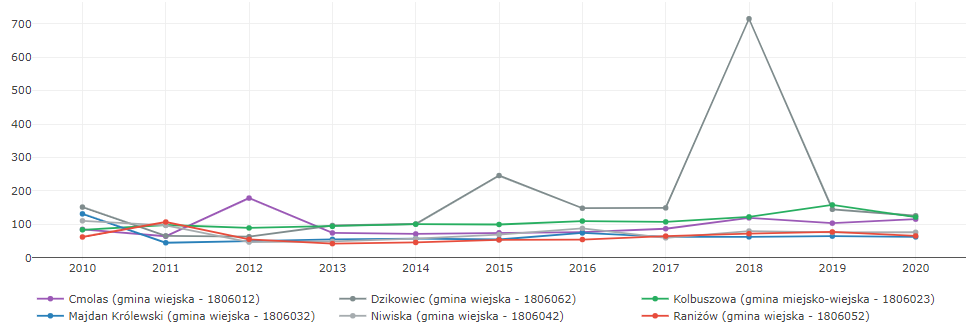 700
600
500
400
300
200
100
0
2010 2011 2012 2013 2014 2015 2016 2017 2018 2019 2020
Cmolas (gmina wiejska - 1806012) Dzikowiec (gmina wiejska - 1806062) Kolbuszowa (gmina miejsko-wiejska - 1806023)
Majdan Królewski (gmina wiejska - 1806032) Niwiska (gmina wiejska - 1806042) Raniżów (gmina wiejska - 1806052)